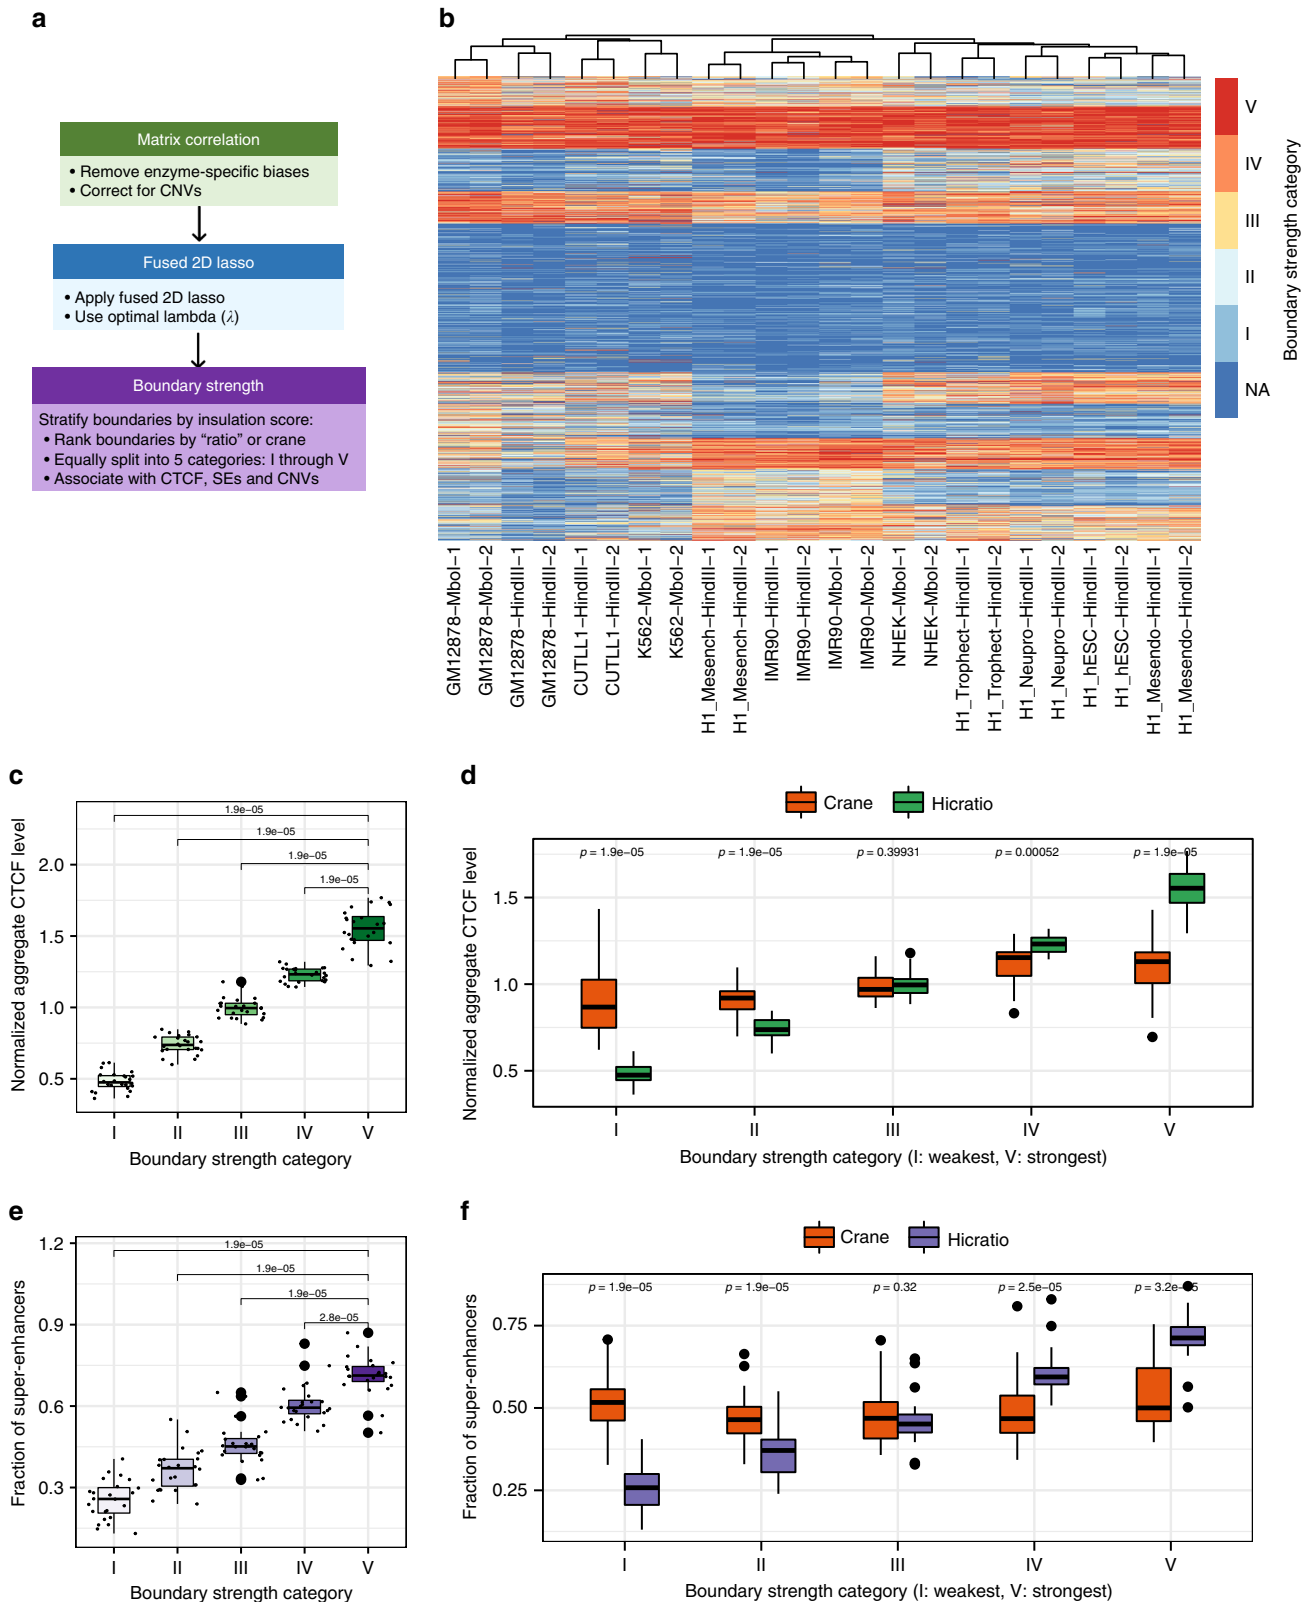 a
Matrix correlation
• Remove enzyme-specific biases
• Correct for CNVs
Fused 2D lasso
• Apply fused 2D lasso
• Use optimal lambda (λ)
Boundary strength
Stratify boundaries by insulation score:
• Rank boundaries by “ratio” or crane
• Equally split into 5 categories: I through V
• Associate with CTCF, SEs and CNVs
b
V
IV
III
II
I
NA
Boundary strength category
GM12878–Mbol–1
GM12878–Mbol–2
GM12878–HindIII–1
GM12878–HindIII–2
CUTLL1–HindIII–1
CUTLL1–HindIII–2
K562–Mbol–1
K562–Mbol–2
H1_Mesench–HindIII–1
H1_Mesench–HindIII–2
IMR90–HindIII–1
IMR90–HindIII–2
IMR90–Mbol–1
IMR90–Mbol–2
NHEK–Mbol–1
NHEK–Mbol–2
H1_Trophect–HindIII–1
H1_Trophect–HindIII–2
H1_Neupro–HindIII–1
H1_Neupro–HindIII–2
H1_hESC–HindIII–1
H1_hESC–HindIII–2
H1_Mesendo–HindIII–1
H1_Mesendo–HindIII–2
c
Normalized aggregate CTCF level
2.0
1.5
1.0
0.5
1.9e–05
1.9e–05
1.9e–05
1.9e–05
I II III IV V
Boundary strength category
d
Crane Hicratio
Normalized aggregate CTCF level
1.5
1.0
0.5
p = 1.9e–05 p = 1.9e–05 p = 0.39931 p = 0.00052 p = 1.9e–05
I II III IV V
Boundary strength category (I: weakest, V: strongest)
e
Fraction of super-enhancers
1.2
0.9
0.6
0.3
1.9e–05
1.9e–05
1.9e–05
2.8e–05
I II III IV V
Boundary strength category
f
Crane Hicratio
Fraction of super-enhancers
0.75
0.50
0.25
p = 1.9e–05 p = 1.9e–05 p = 0.32 p = 2.5e–05 p = 3.2e–05
I II III IV V
Boundary strength category (I: weakest, V: strongest)